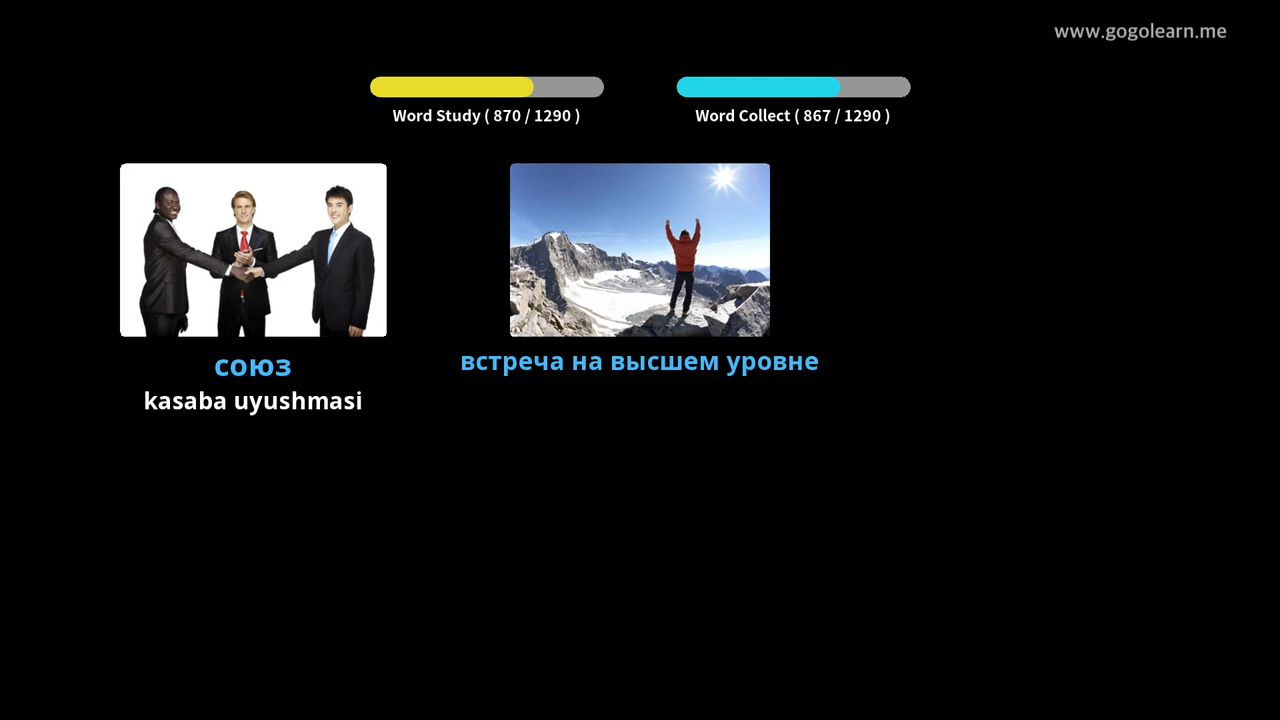 www.gogolearn.me
Word Study ( 870 / 1290 )
Word Collect ( 867 / 1290 )
союз
kasaba uyushmasi
встреча на высшем уровне